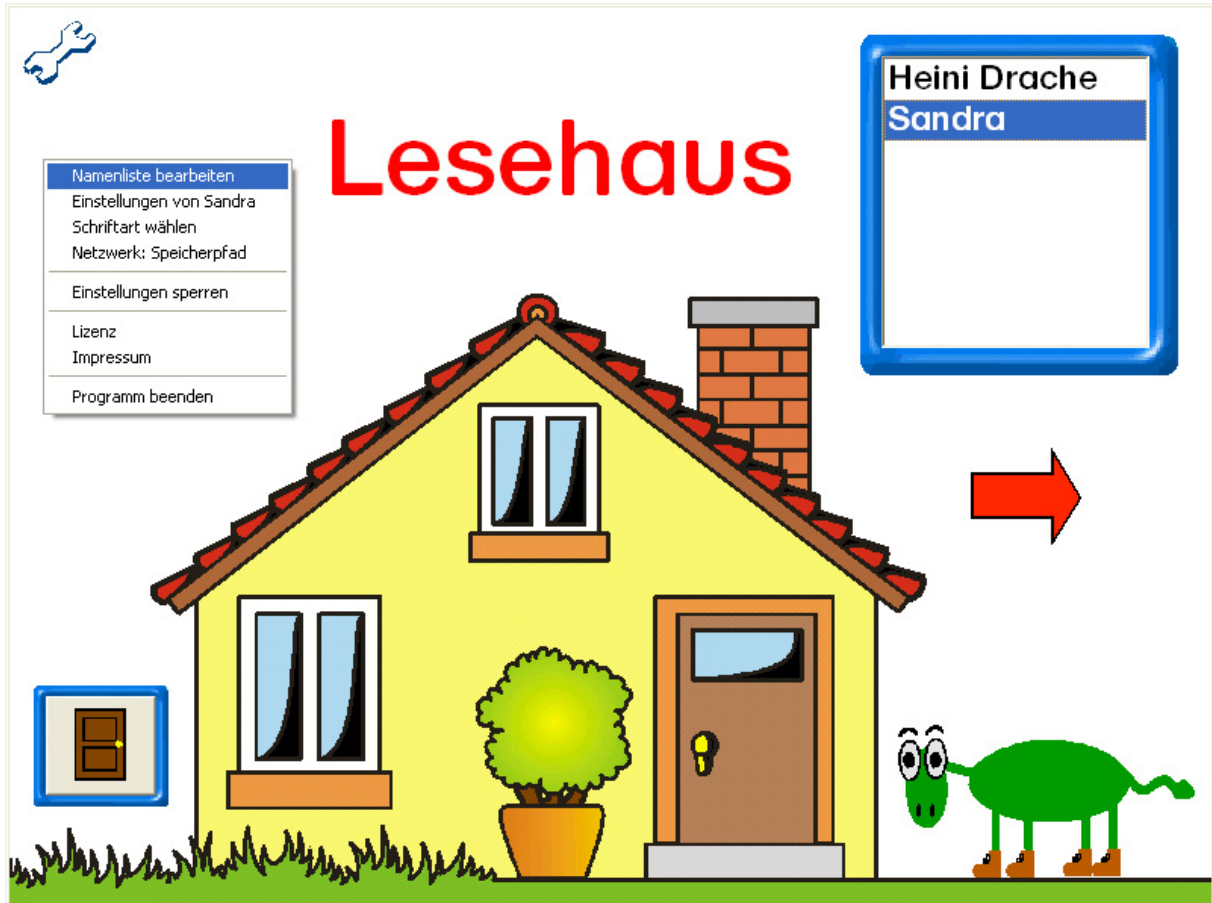 Lesehaus
Heini Drache
Sandra
Namenliste bearbeiten
Einstellungen von Sandra
Schriftart wählen
Netzwerk: Speicherpfad
Einstellungen sperren
Lizenz
Impressum
Programm beenden